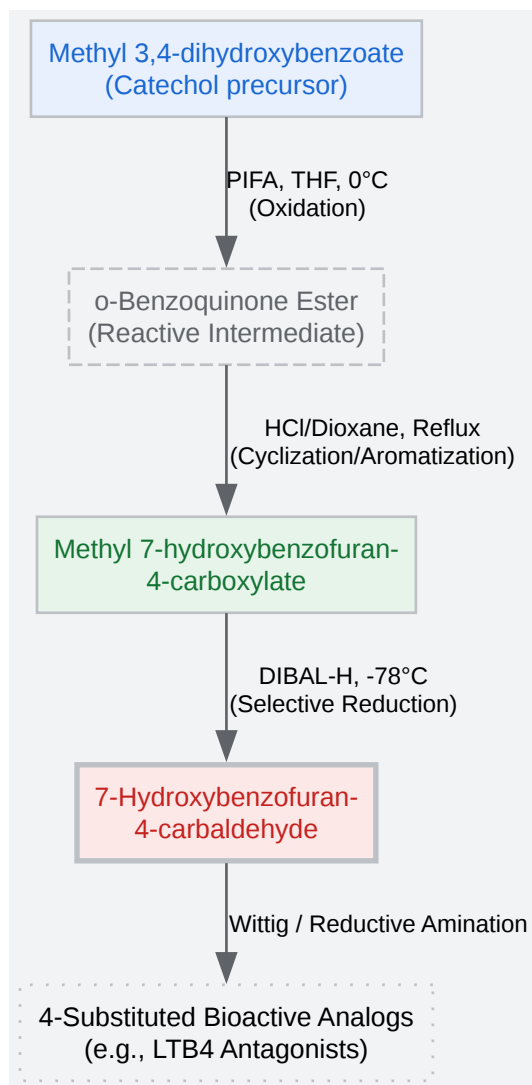 Methyl 3,4-dihydroxybenzoate
(Catechol precursor)
PIFA, THF, 0°C
(Oxidation)
o-Benzoquinone Ester
(Reactive Intermediate)
HCl/Dioxane, Reflux
(Cyclization/Aromatization)
Methyl 7-hydroxybenzofuran-
4-carboxylate
DIBAL-H, -78°C
(Selective Reduction)
7-Hydroxybenzofuran-
4-carbaldehyde
Wittig / Reductive Amination
4-Substituted Bioactive Analogs
(e.g., LTB4 Antagonists)